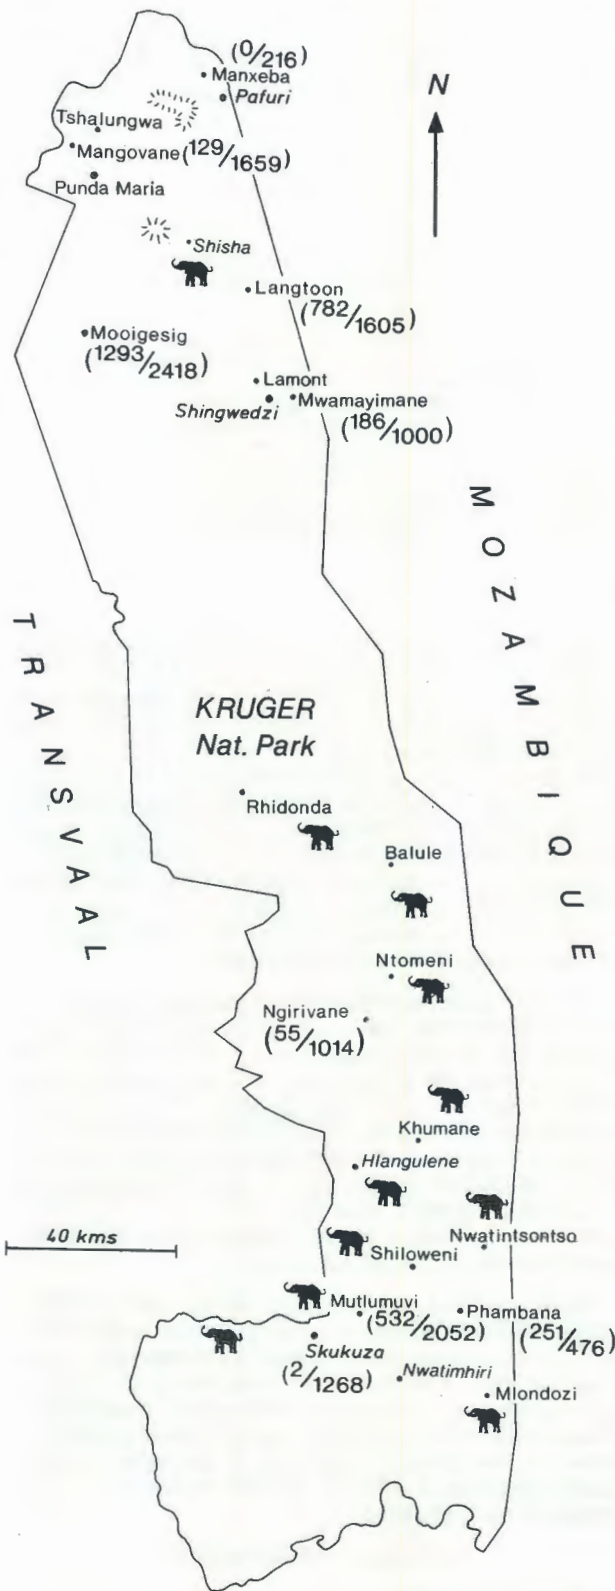 (0/216)
Manxeba
Pafuri
N
Tshalungwa
Mangovane (129/1659)
Punda Maria
Shisha
Langtoon
(782/1605)
Mooigesig
(1293/2418)
Lamont
Shingwedzi
Mwamayimane
(186/1000)
MOZAMBIQUE
TRANSVAAL
KRUGER
Nat. Park
Rhidonda
Balule
Ntomeni
Ngirivane
(55/1014)
Khumane
Hlangulene
40 kms
Nwatintsontso
Shiloweni
Mutlumuvi
(532/2052)
Phambana
(251/476)
Skukuza
(2/1268)
Nwatimhiri
Mlondozi